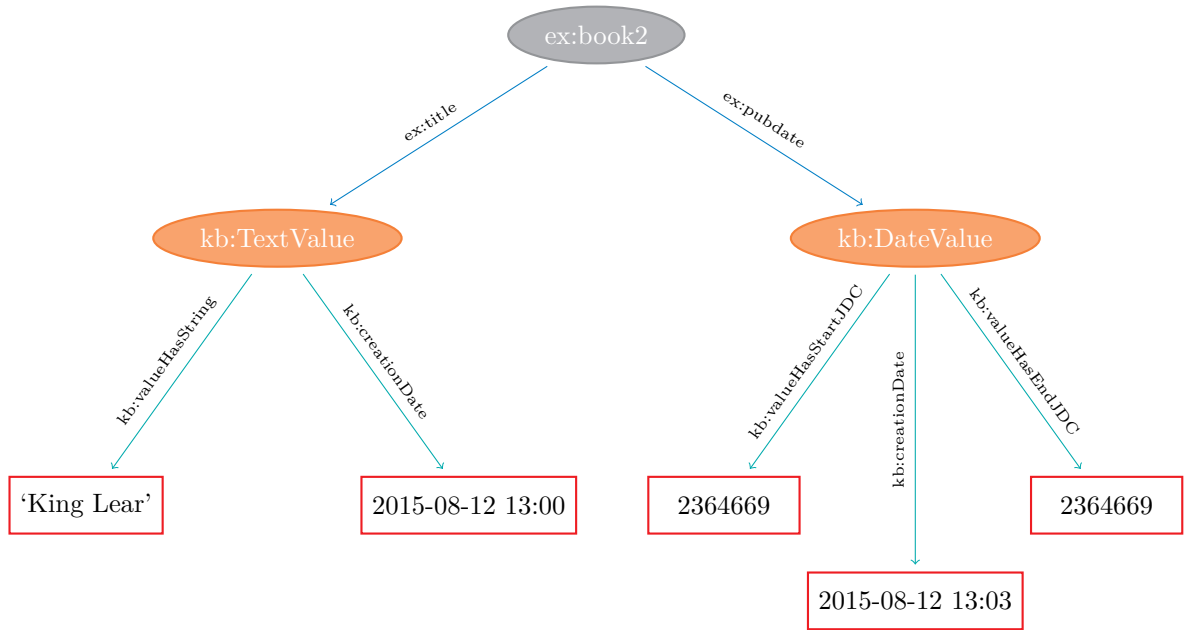 ex:book2
ex:title
ex:pubdate
kb:TextValue
kb:DateValue
kb:valueHasString
kb:creationDate
kb:valueHasStartJDC
kb:creationDate
kb:valueHasEndJDC
‘King Lear’
2015-08-12 13:00
2364669
2364669
2015-08-12 13:03